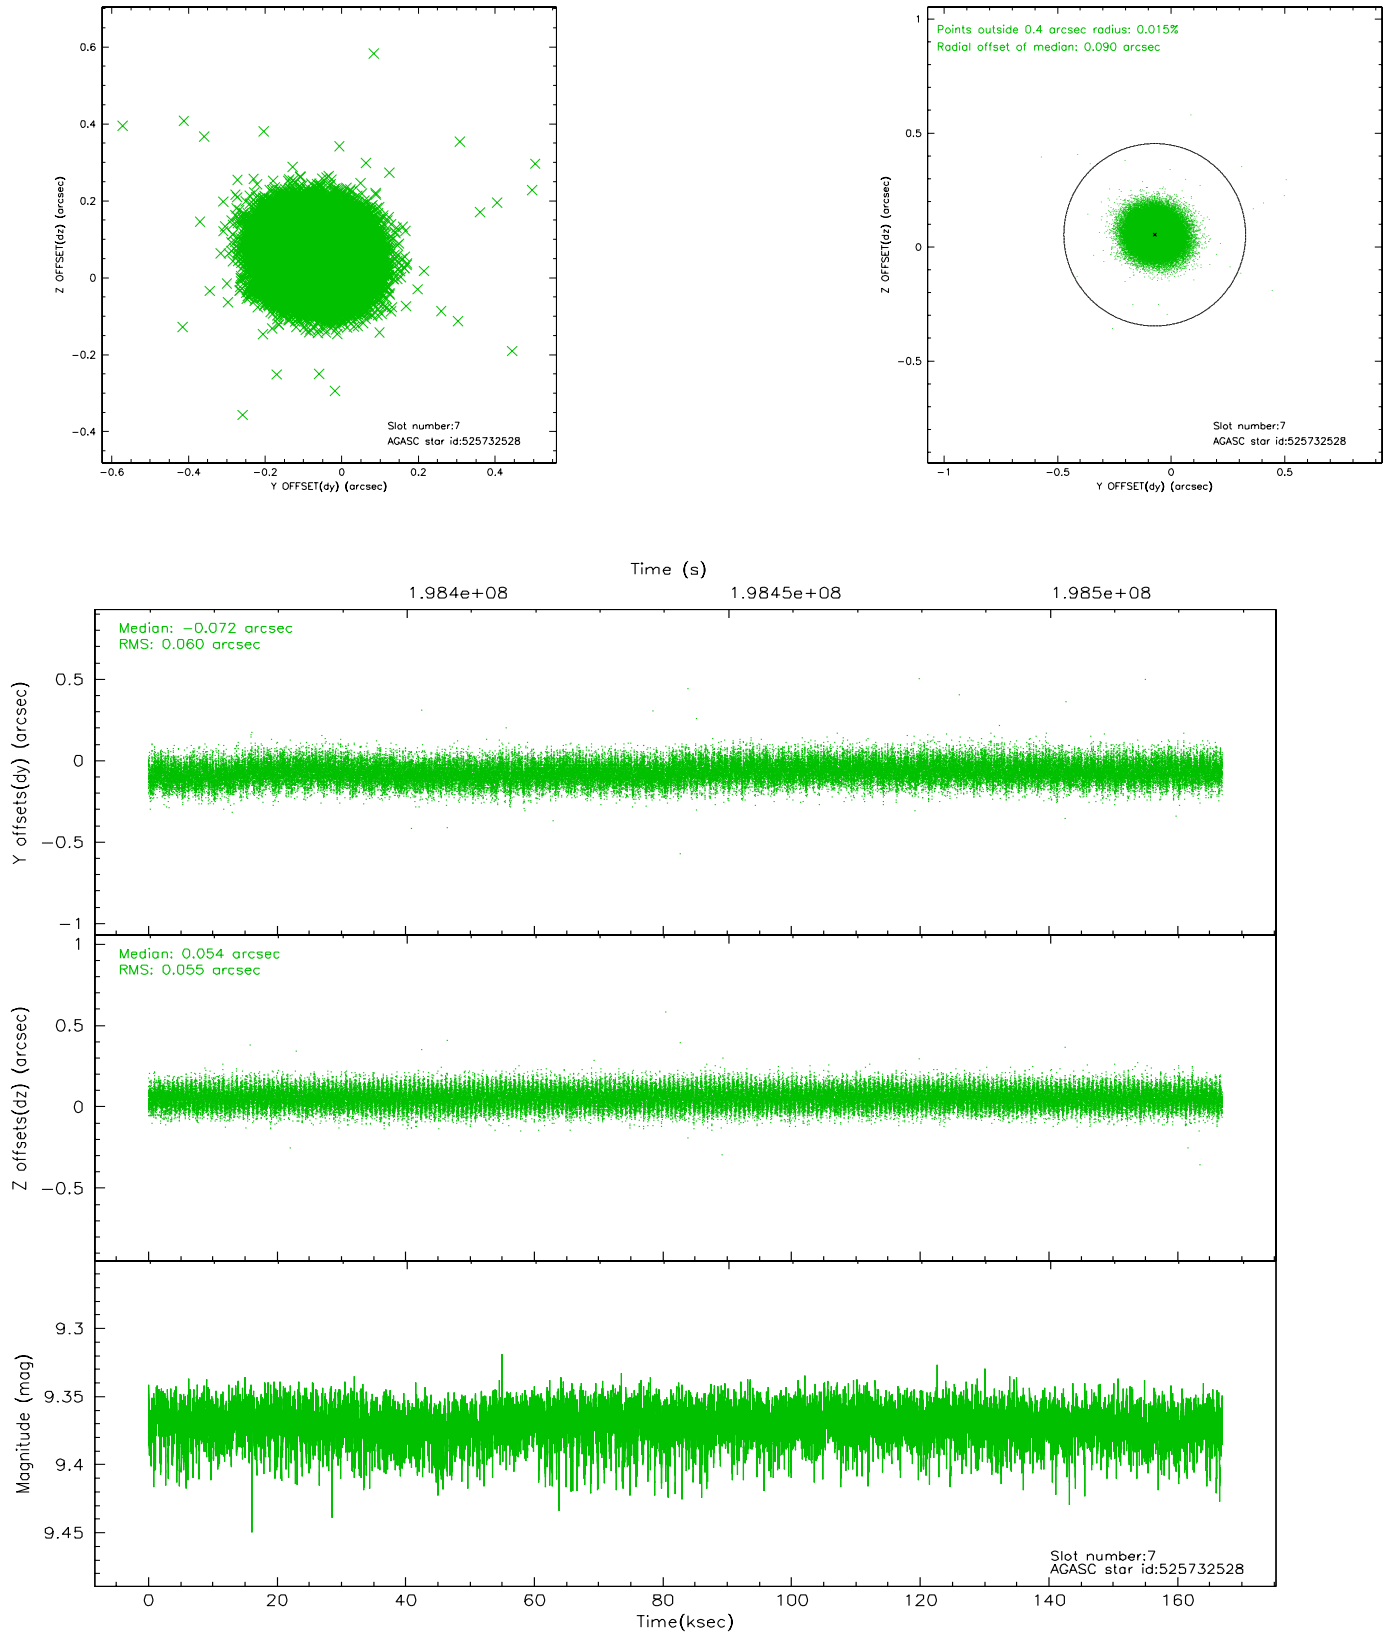 0.6
0.4
0.2
0
-0.2
-0.4
Z OFFSET(dz) (arcsec)
Slot number:7
AGASC star id:525732528
-0.6 -0.4 -0.2 0 0.2 0.4
Y OFFSET(dy) (arcsec)
1
0.5
0
-0.5
Z OFFSET(dz) (arcsec)
Points outside 0.4 arcsec radius: 0.015%
Radial offset of median: 0.090 arcsec
Slot number:7
AGASC star id:525732528
-1 -0.5 0 0.5
Y OFFSET(dy) (arcsec)
Time (s)
1.984e+08 1.9845e+08 1.985e+08
Median: -0.072 arcsec
RMS: 0.060 arcsec
0.5
0
-0.5
-1
Y offsets(dy) (arcsec)
Median: 0.054 arcsec
RMS: 0.055 arcsec
1
0.5
0
-0.5
Z offsets(dz) (arcsec)
9.3
9.35
9.4
9.45
Magnitude (mag)
Slot number:7
AGASC star id:525732528
0 20 40 60 80 100 120 140 160
Time(ksec)